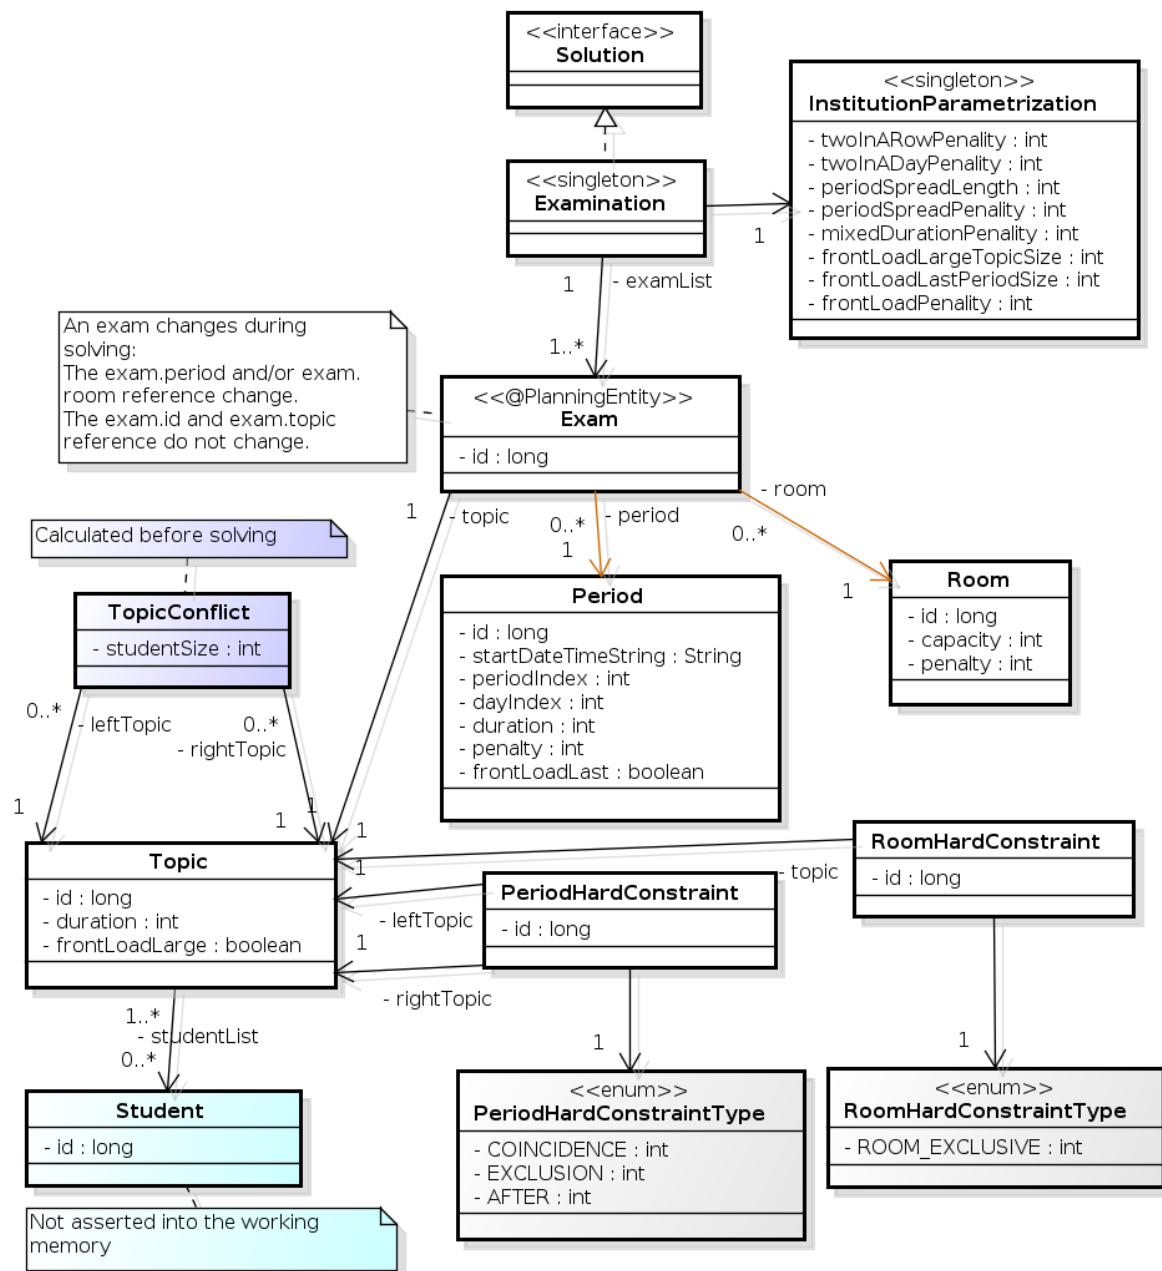 <<interface>>
Solution
<<singleton>>
InstitutionParametrization
- twoInARowPenality : int
- twoInADayPenality : int
- periodSpreadLength : int
- periodSpreadPenality : int
- mixedDurationPenality : int
- frontLoadLargeTopicSize : int
- frontLoadLastPeriodSize : int
- frontLoadPenality : int
<<singleton>>
Examination
1
1
- examList
1..*
An exam changes during
solving:
The exam.period and/or exam.
room reference change.
The exam.id and exam.topic
reference do not change.
<<@PlanningEntity>>
Exam
- id : long
1
- topic
0..*
- period
1
- room
0..*
1
Calculated before solving
TopicConflict
- studentSize : int
0..*
- leftTopic
0..*
- rightTopic
1
1
1
1
Period
- id : long
- startDateTimeString : String
- periodIndex : int
- dayIndex : int
- duration : int
- penalty : int
- frontLoadLast : boolean
Room
- id : long
- capacity : int
- penalty : int
Topic
- id : long
- duration : int
- frontLoadLarge : boolean
1
- leftTopic
1
- rightTopic
PeriodHardConstraint
- id : long
- topic
RoomHardConstraint
- id : long
1..*
- studentList
0..*
1
1
Student
- id : long
Not asserted into the working
memory
<<enum>>
PeriodHardConstraintType
- COINCIDENCE : int
- EXCLUSION : int
- AFTER : int
<<enum>>
RoomHardConstraintType
- ROOM_EXCLUSIVE : int